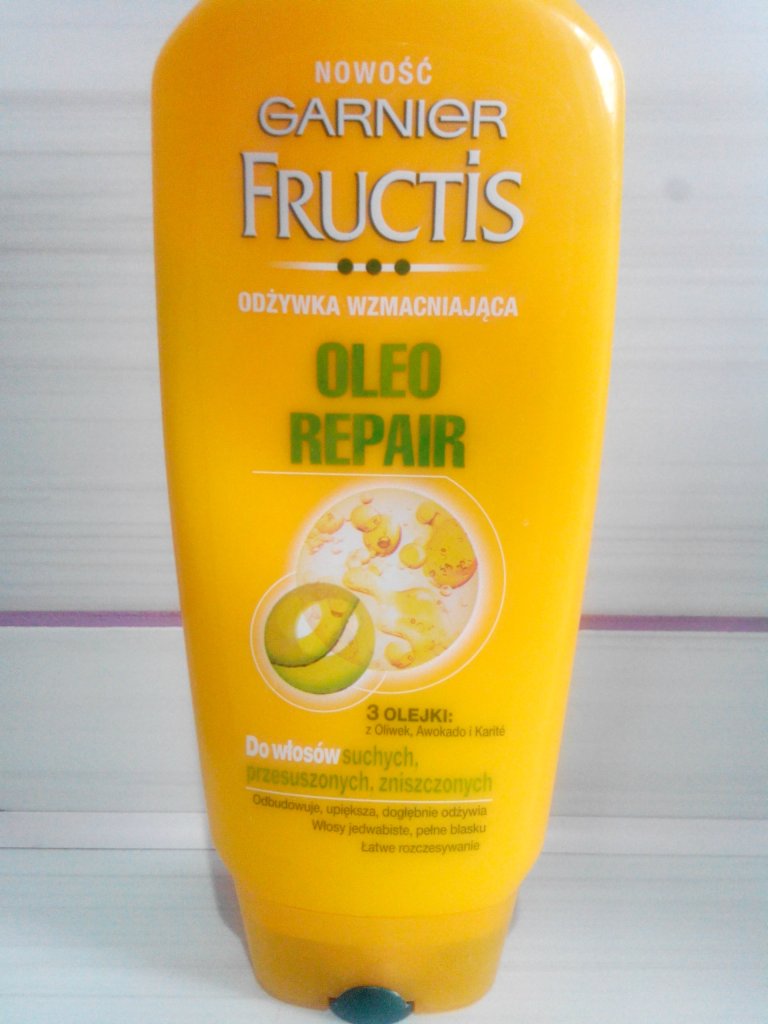 NOWOŚĆ
GARNIER
FRUCTIS
ODŻYWKA WZMACNIAJĄCA
OLEO
REPAIR
3 OLEJKI:
z Oliwek, Awokado i Karité
Do włosów suchych,
przesuszonych, zniszczonych
Odbudowuje, upiększa, dogłębnie odżywia
Włosy jedwabiste, pełne blasku
Łatwe rozczesywanie